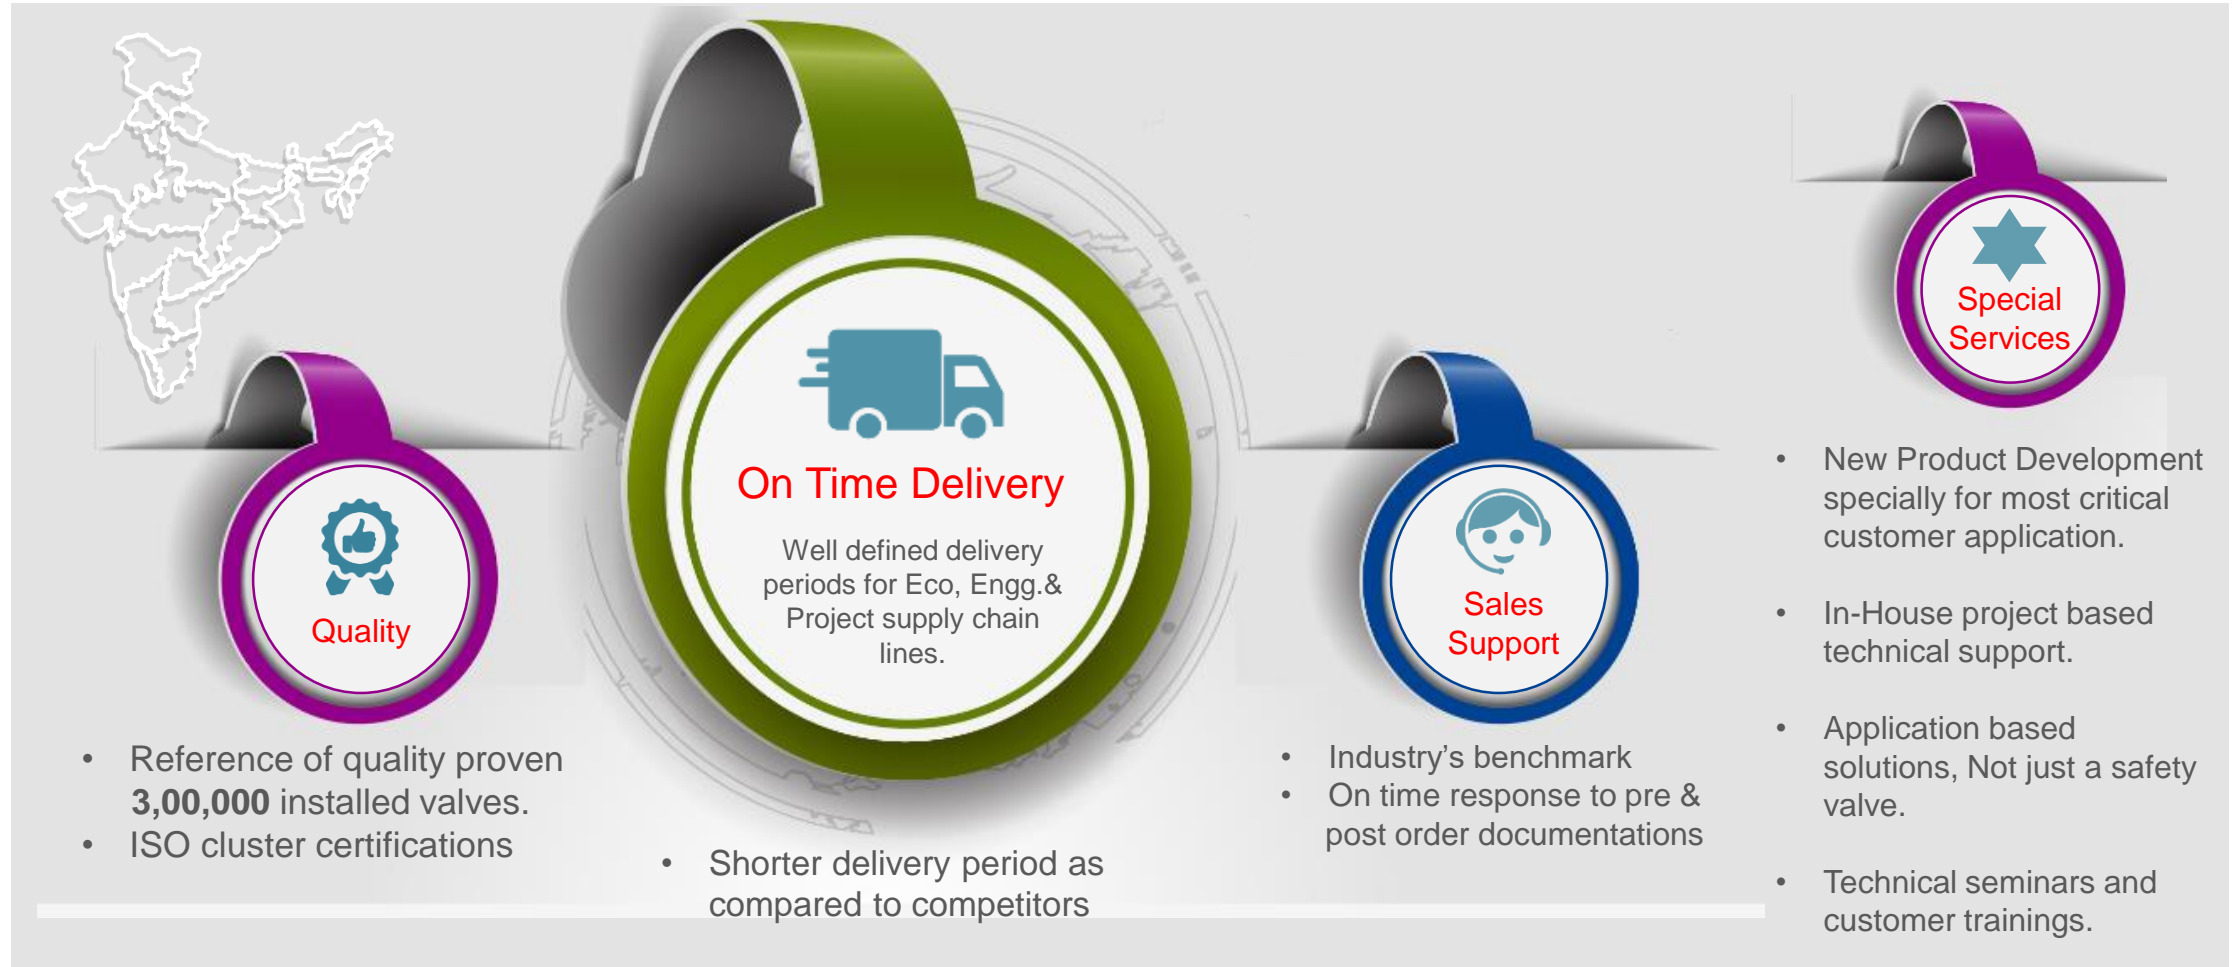 Quality
• Reference of quality proven
3,00,000 installed valves.
• ISO cluster certifications
On Time Delivery
Well defined delivery
periods for Eco, Engg.&
Project supply chain
lines.
• Shorter delivery period as
compared to competitors
Sales
Support
• Industry’s benchmark
• On time response to pre &
post order documentations
Special
Services
• New Product Development
specially for most critical
customer application.
• In-House project based
technical support.
• Application based
solutions, Not just a safety
valve.
• Technical seminars and
customer trainings.